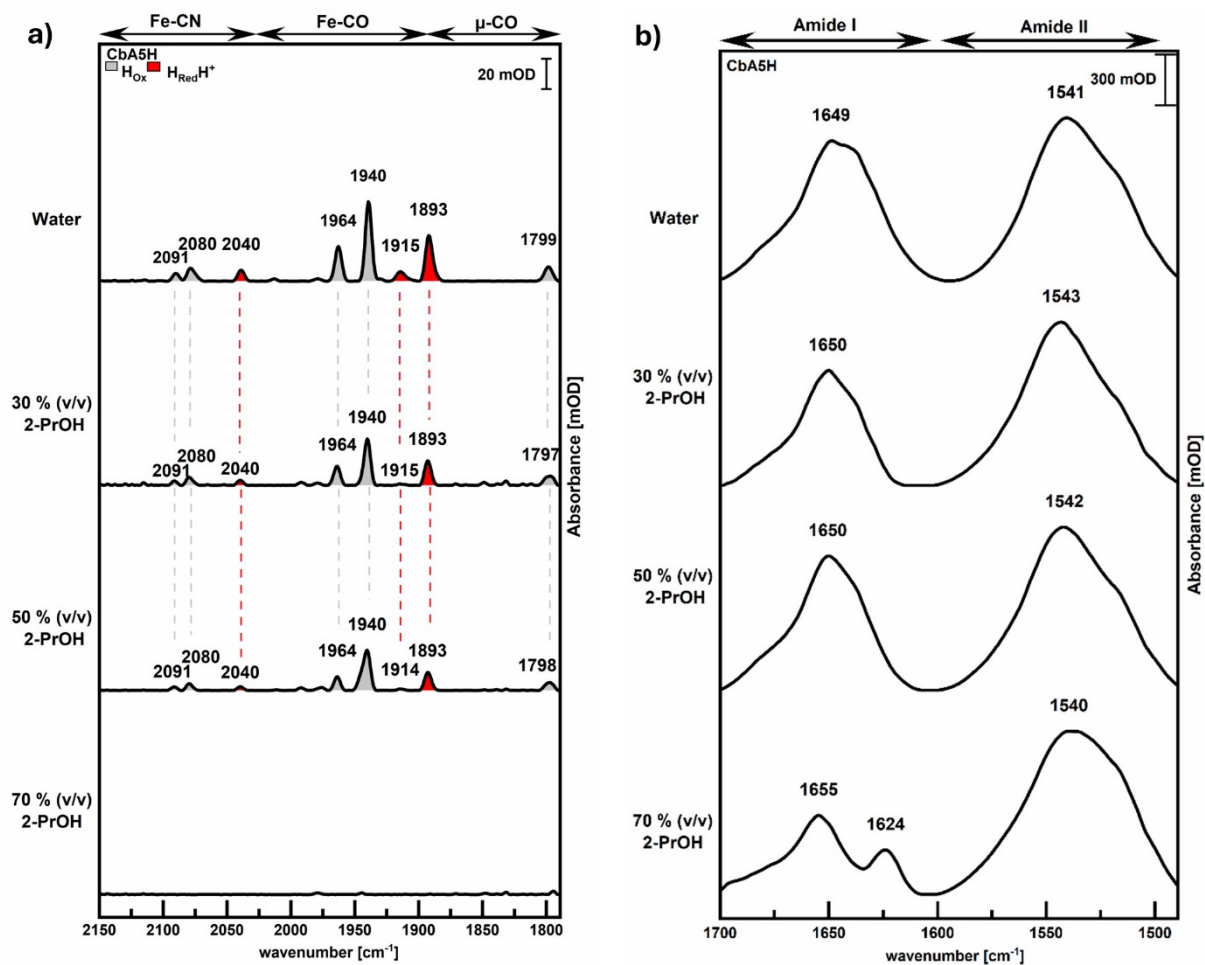 a)
Fe-CN
Fe-CO
µ-CO
CbA5H
H_Ox H_RedH⁺
20 mOD
Water
2091
2080
2040
1964
1940
1915
1893
1799
30 % (v/v)
2-PrOH
2091
2080
2040
1964
1940
1915
1893
1797
50 % (v/v)
2-PrOH
2091
2080
2040
1964
1940
1914
1893
1798
70 % (v/v)
2-PrOH
Absorbance [mOD]
2150 2100 2050 2000 1950 1900 1850 1800
wavenumber [cm⁻¹]
b)
Amide I
Amide II
CbA5H
300 mOD
Water
1649
1541
30 % (v/v)
2-PrOH
1650
1543
50 % (v/v)
2-PrOH
1650
1542
70 % (v/v)
2-PrOH
1655
1624
1540
Absorbance [mOD]
1700 1650 1600 1550 1500
wavenumber [cm⁻¹]